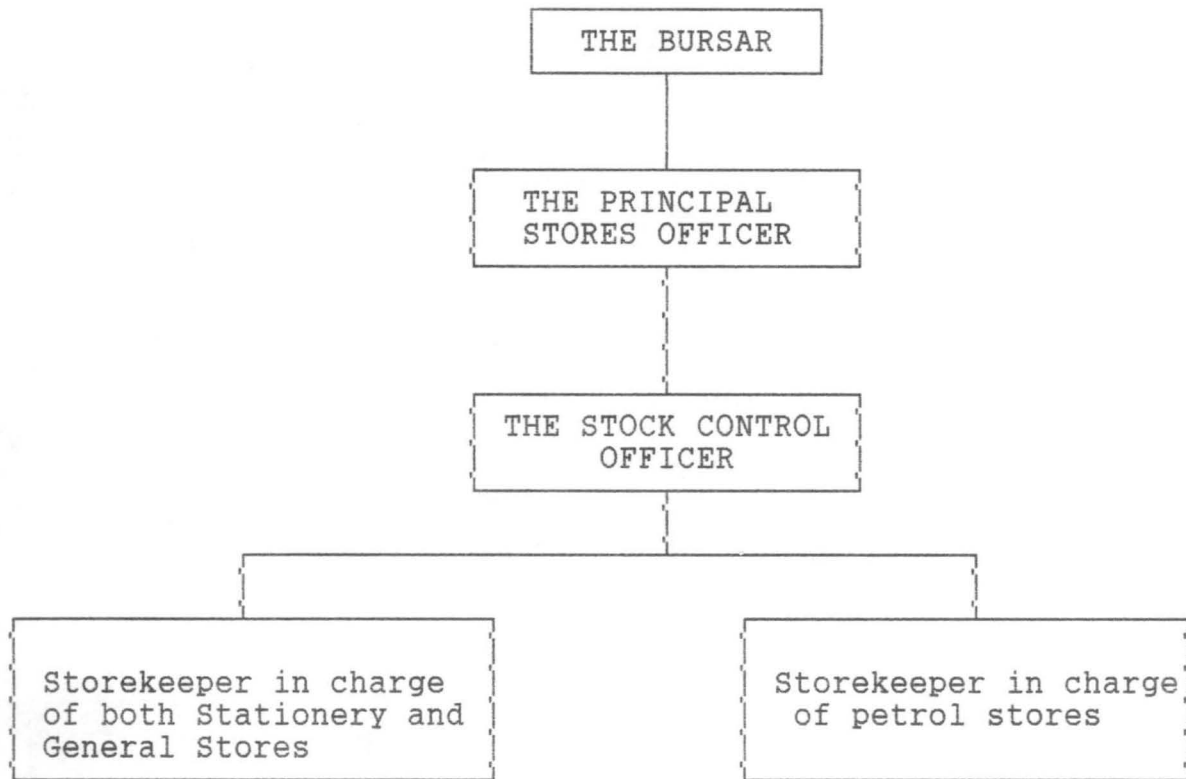 THE BURSAR
THE PRINCIPAL
STORES OFFICER
THE STOCK CONTROL
OFFICER
Storekeeper in charge
of both Stationery and
General Stores
Storekeeper in charge
of petrol stores